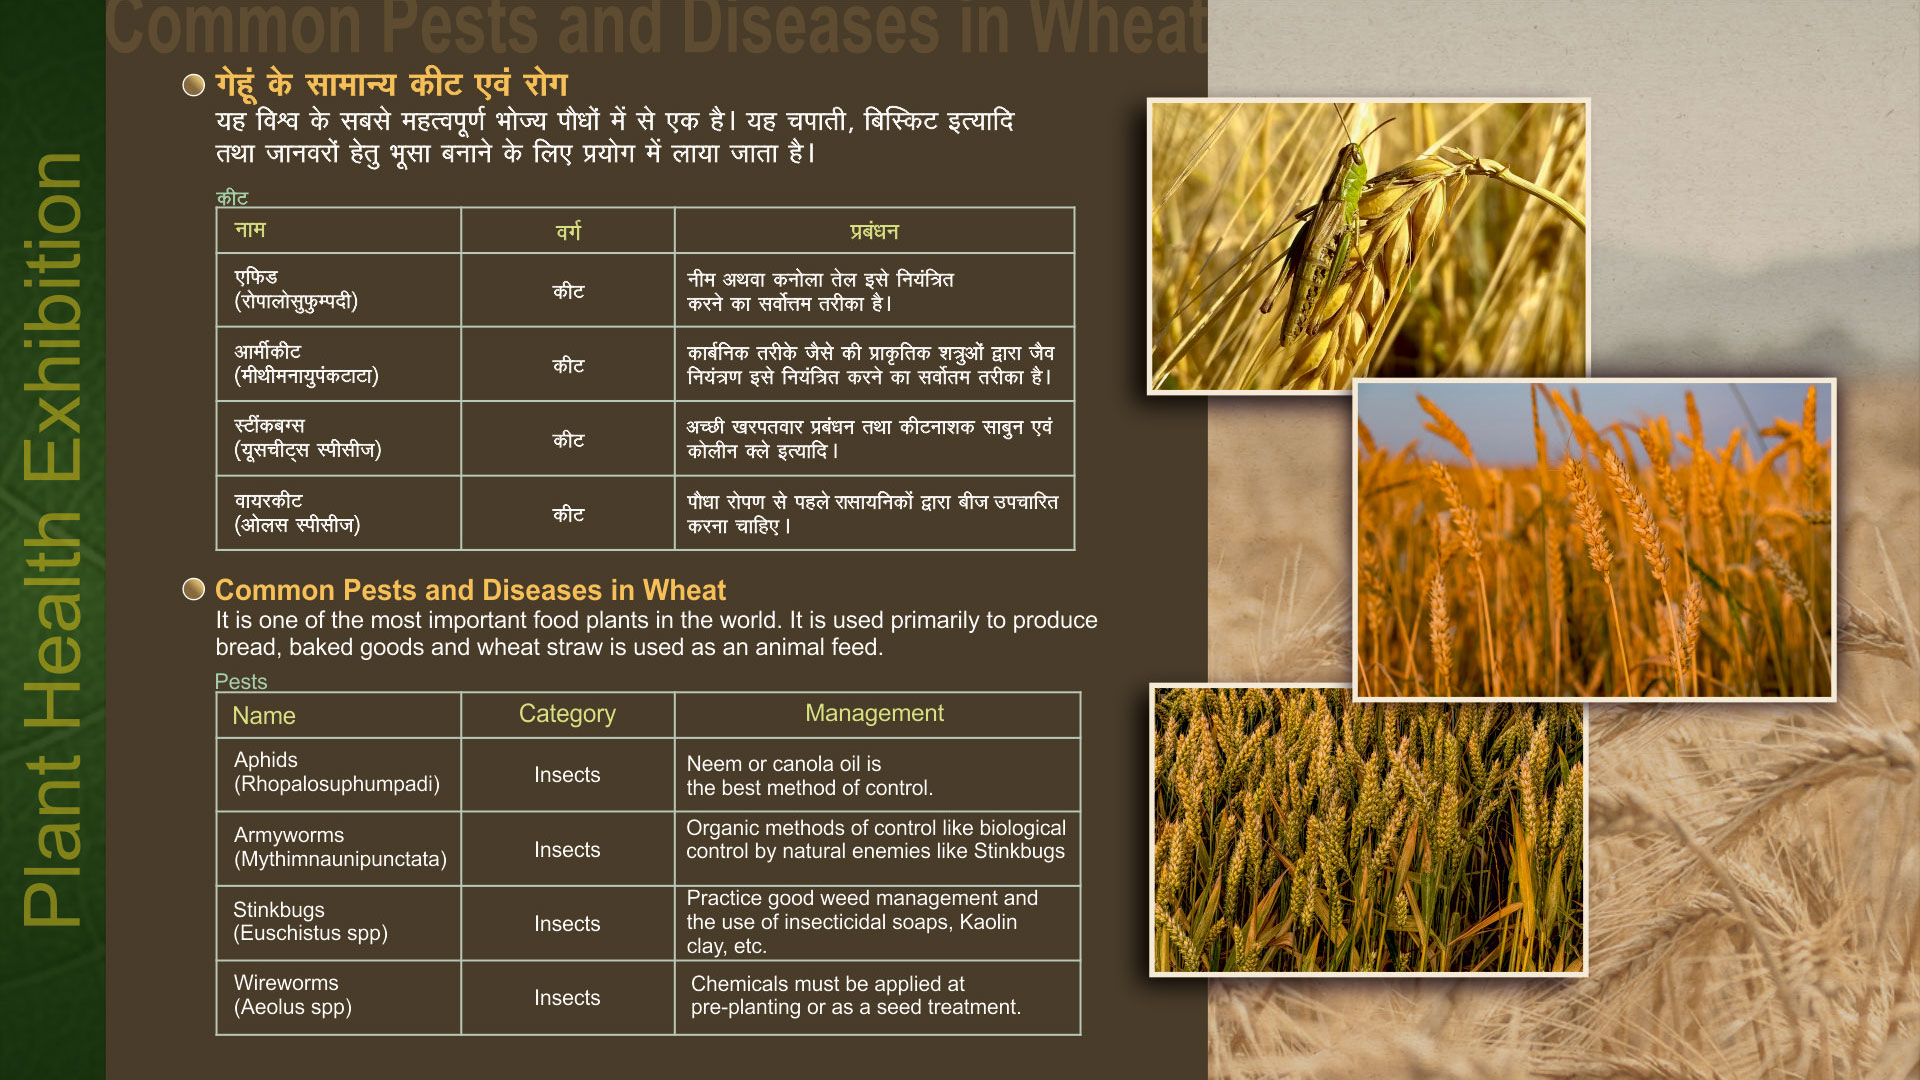 Common Pests and Diseases in Wheat
Plant Health Exhibition
गेहूं के सामान्य कीट एवं रोग
यह विश्व के सबसे महत्वपूर्ण भोज्य पौधों में से एक है। यह चपाती, बिस्किट इत्यादि
तथा जानवरों हेतु भूसा बनाने के लिए प्रयोग में लाया जाता है।
कीट
नाम वर्ग प्रबंधन
एफिड
(रोपालोसुफुम्पदी)
कीट
नीम अथवा कनोला तेल इसे नियंत्रित
करने का सर्वोत्तम तरीका है।
आर्मीकीट
(मीथीमनायुपंकटाटा)
कीट
कार्बनिक तरीके जैसे की प्राकृतिक शत्रुओं द्वारा जैव
नियंत्रण इसे नियंत्रित करने का सर्वोतम तरीका है।
स्टींकबग्स
(यूसचीट्स स्पीसीज)
कीट
अच्छी खरपतवार प्रबंधन तथा कीटनाशक साबुन एवं
कोलीन क्ले इत्यादि।
वायरकीट
(ओलस स्पीसीज)
कीट
पौधा रोपण से पहले रासायनिकों द्वारा बीज उपचारित
करना चाहिए।
Common Pests and Diseases in Wheat
It is one of the most important food plants in the world. It is used primarily to produce
bread, baked goods and wheat straw is used as an animal feed.
Pests
Name Category Management
Aphids
(Rhopalosuphumpadi)
Insects
Neem or canola oil is
the best method of control.
Armyworms
(Mythimnaunipunctata)
Insects
Organic methods of control like biological
control by natural enemies like Stinkbugs
Stinkbugs
(Euschistus spp)
Insects
Practice good weed management and
the use of insecticidal soaps, Kaolin
clay, etc.
Wireworms
(Aeolus spp)
Insects
Chemicals must be applied at
pre-planting or as a seed treatment.